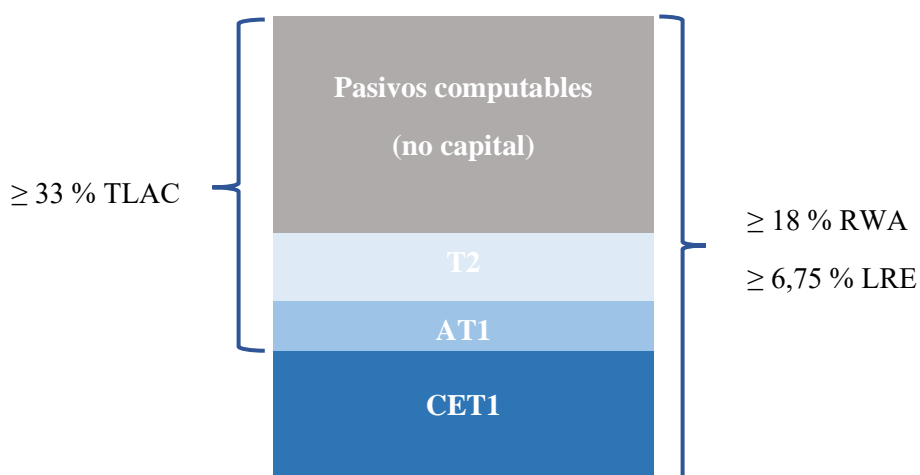 Pasivos computables
(no capital)
≥ 33 % TLAC
≥ 18 % RWA
T2
≥ 6,75 % LRE
AT1
CET1